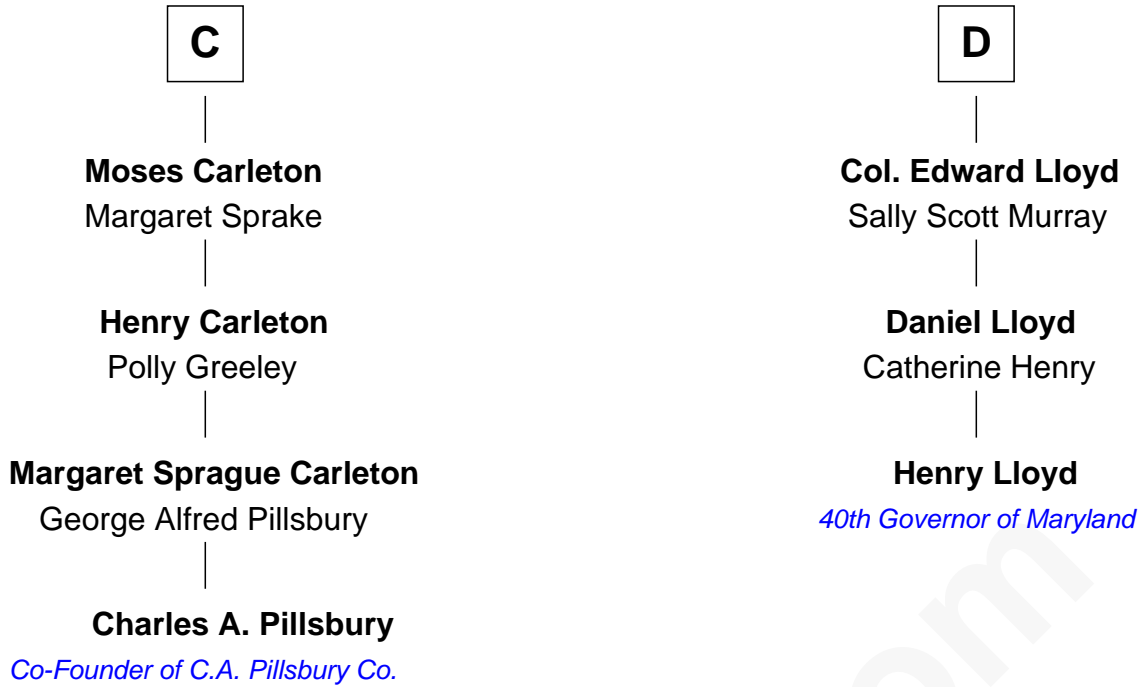 C
D
Moses Carleton
Margaret Sprake
Col. Edward Lloyd
Sally Scott Murray
Henry Carleton
Polly Greeley
Daniel Lloyd
Catherine Henry
Margaret Sprague Carleton
George Alfred Pillsbury
Henry Lloyd
40th Governor of Maryland
Charles A. Pillsbury
Co-Founder of C.A. Pillsbury Co.
om